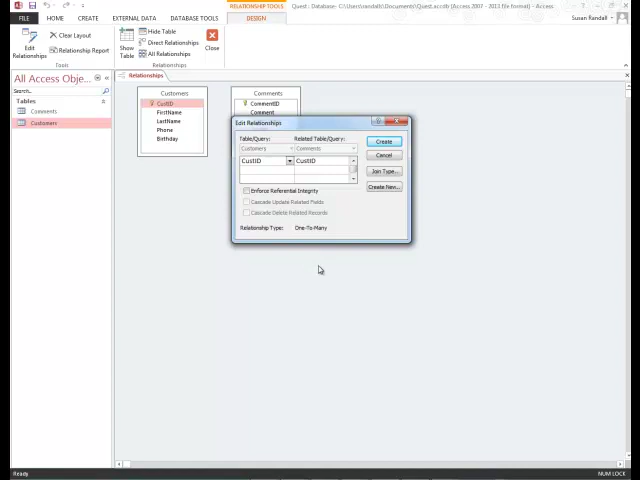 RELATIONSHIP TOOLS
Quest : Database- C:\Users\randalls\Documents\Quest.accdb (Access 2007 - 2013 file format) - Access
FILE HOME CREATE EXTERNAL DATA DATABASE TOOLS DESIGN
Susan Randall
Edit Relationships
Clear Layout
Relationship Report
Tools
Show Table
Hide Table
Direct Relationships
All Relationships
Relationships
Close
All Access Obje...
Search...
Tables
Comments
Customers
Relationships
Customers
CustID
FirstName
LastName
Phone
Birthday
Comments
CommentID
Comment
Edit Relationships
Table/Query:
Related Table/Query:
Customers
Comments
CustID
CustID
Enforce Referential Integrity
Cascade Update Related Fields
Cascade Delete Related Records
Relationship Type:
One-To-Many
Create
Cancel
Join Type...
Create New...
Ready
NUM LOCK